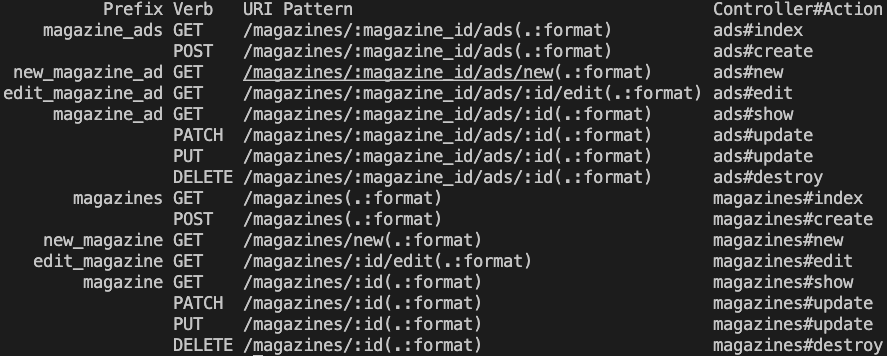 Prefix Verb URI Pattern Controller#Action
magazine_ads GET /magazines/:magazine_id/ads(.:format) ads#index
POST /magazines/:magazine_id/ads(.:format) ads#create
new_magazine_ad GET /magazines/:magazine_id/ads/new(.:format) ads#new
edit_magazine_ad GET /magazines/:magazine_id/ads/:id/edit(.:format) ads#edit
magazine_ad GET /magazines/:magazine_id/ads/:id(.:format) ads#show
PATCH /magazines/:magazine_id/ads/:id(.:format) ads#update
PUT /magazines/:magazine_id/ads/:id(.:format) ads#update
DELETE /magazines/:magazine_id/ads/:id(.:format) ads#destroy
magazines GET /magazines(.:format) magazines#index
POST /magazines(.:format) magazines#create
new_magazine GET /magazines/new(.:format) magazines#new
edit_magazine GET /magazines/:id/edit(.:format) magazines#edit
magazine GET /magazines/:id(.:format) magazines#show
PATCH /magazines/:id(.:format) magazines#update
PUT /magazines/:id(.:format) magazines#update
DELETE /magazines/:id(.:format) magazines#destroy